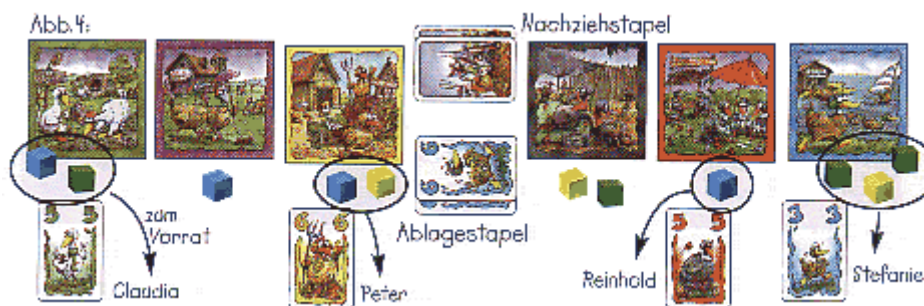 Abb.4:
Nachziehstapel
zum
Vorrat
Ablagestapel
5 5
Claudia
6 6
Peter
Reinhold
5 5
3 3
Stefanie